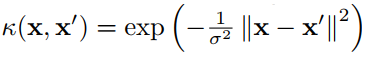 κ(x, x′) = exp(−1/σ² ‖x − x′‖²)